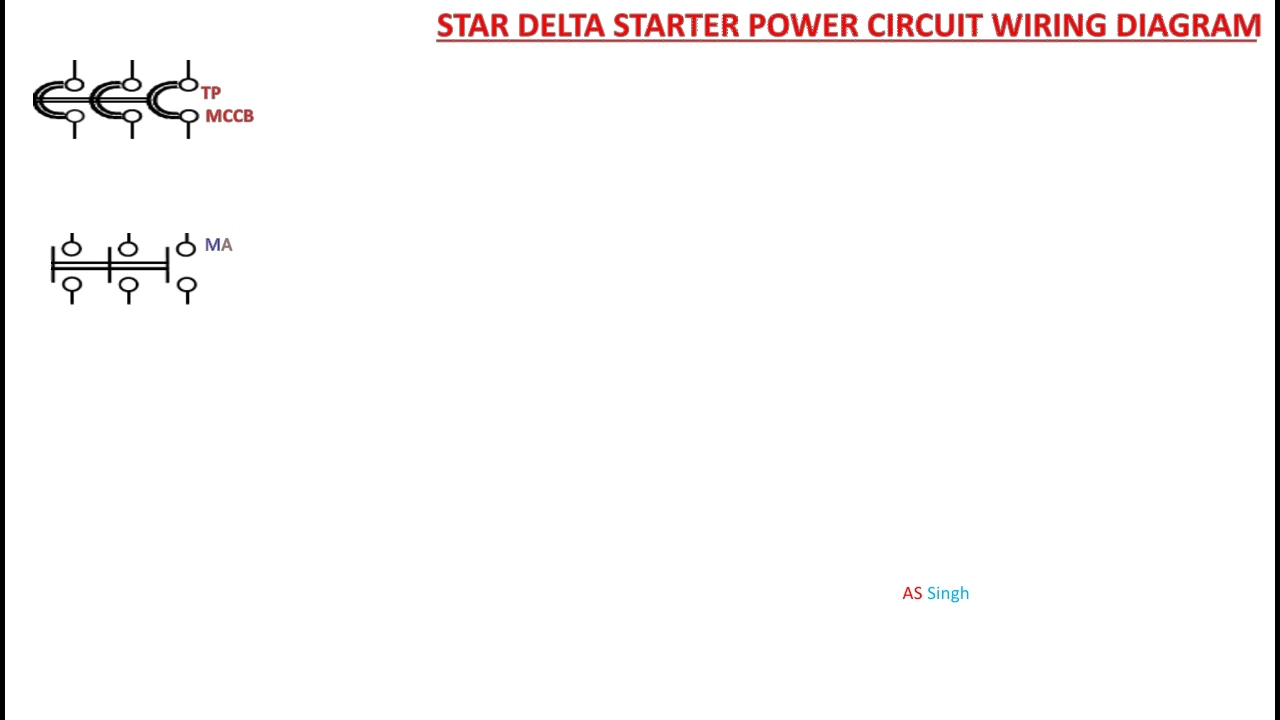 STAR DELTA STARTER POWER CIRCUIT WIRING DIAGRAM
TP
MCCB
MA
AS Singh